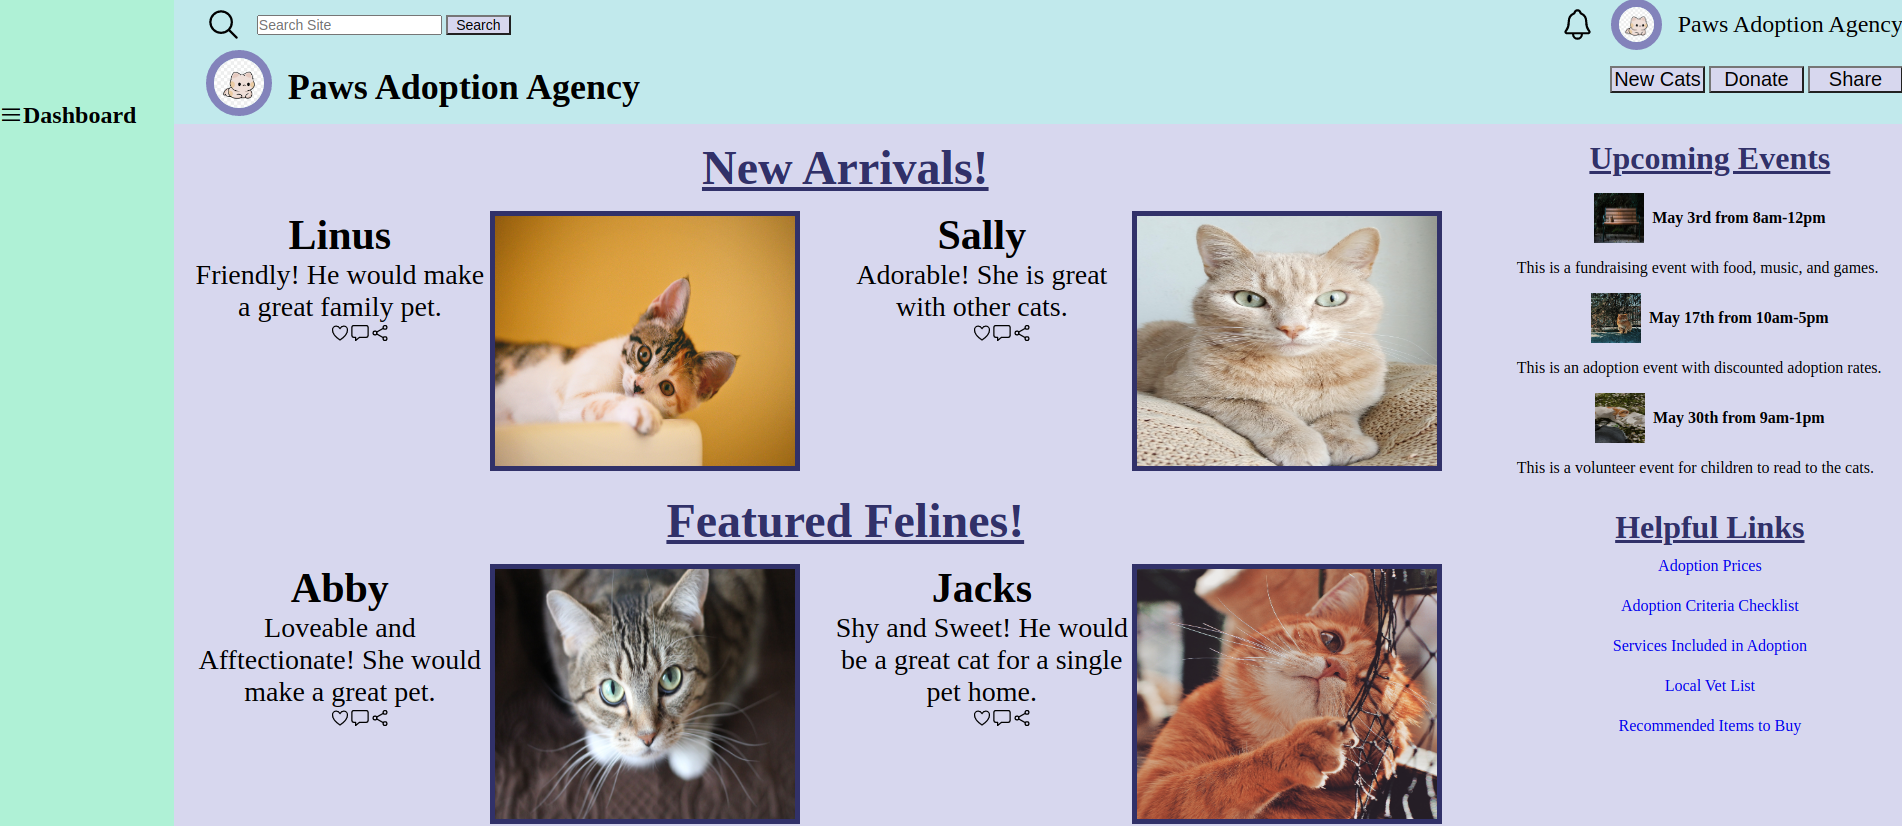 Search Site
Search
Paws Adoption Agency
Paws Adoption Agency
New Cats
Donate
Share
Dashboard
New Arrivals!
Linus
Friendly! He would make
a great family pet.
Sally
Adorable! She is great
with other cats.
Featured Felines!
Abby
Loveable and
Afftectionate! She would
make a great pet.
Jacks
Shy and Sweet! He would
be a great cat for a single
pet home.
Upcoming Events
May 3rd from 8am-12pm
This is a fundraising event with food, music, and games.
May 17th from 10am-5pm
This is an adoption event with discounted adoption rates.
May 30th from 9am-1pm
This is a volunteer event for children to read to the cats.
Helpful Links
Adoption Prices
Adoption Criteria Checklist
Services Included in Adoption
Local Vet List
Recommended Items to Buy